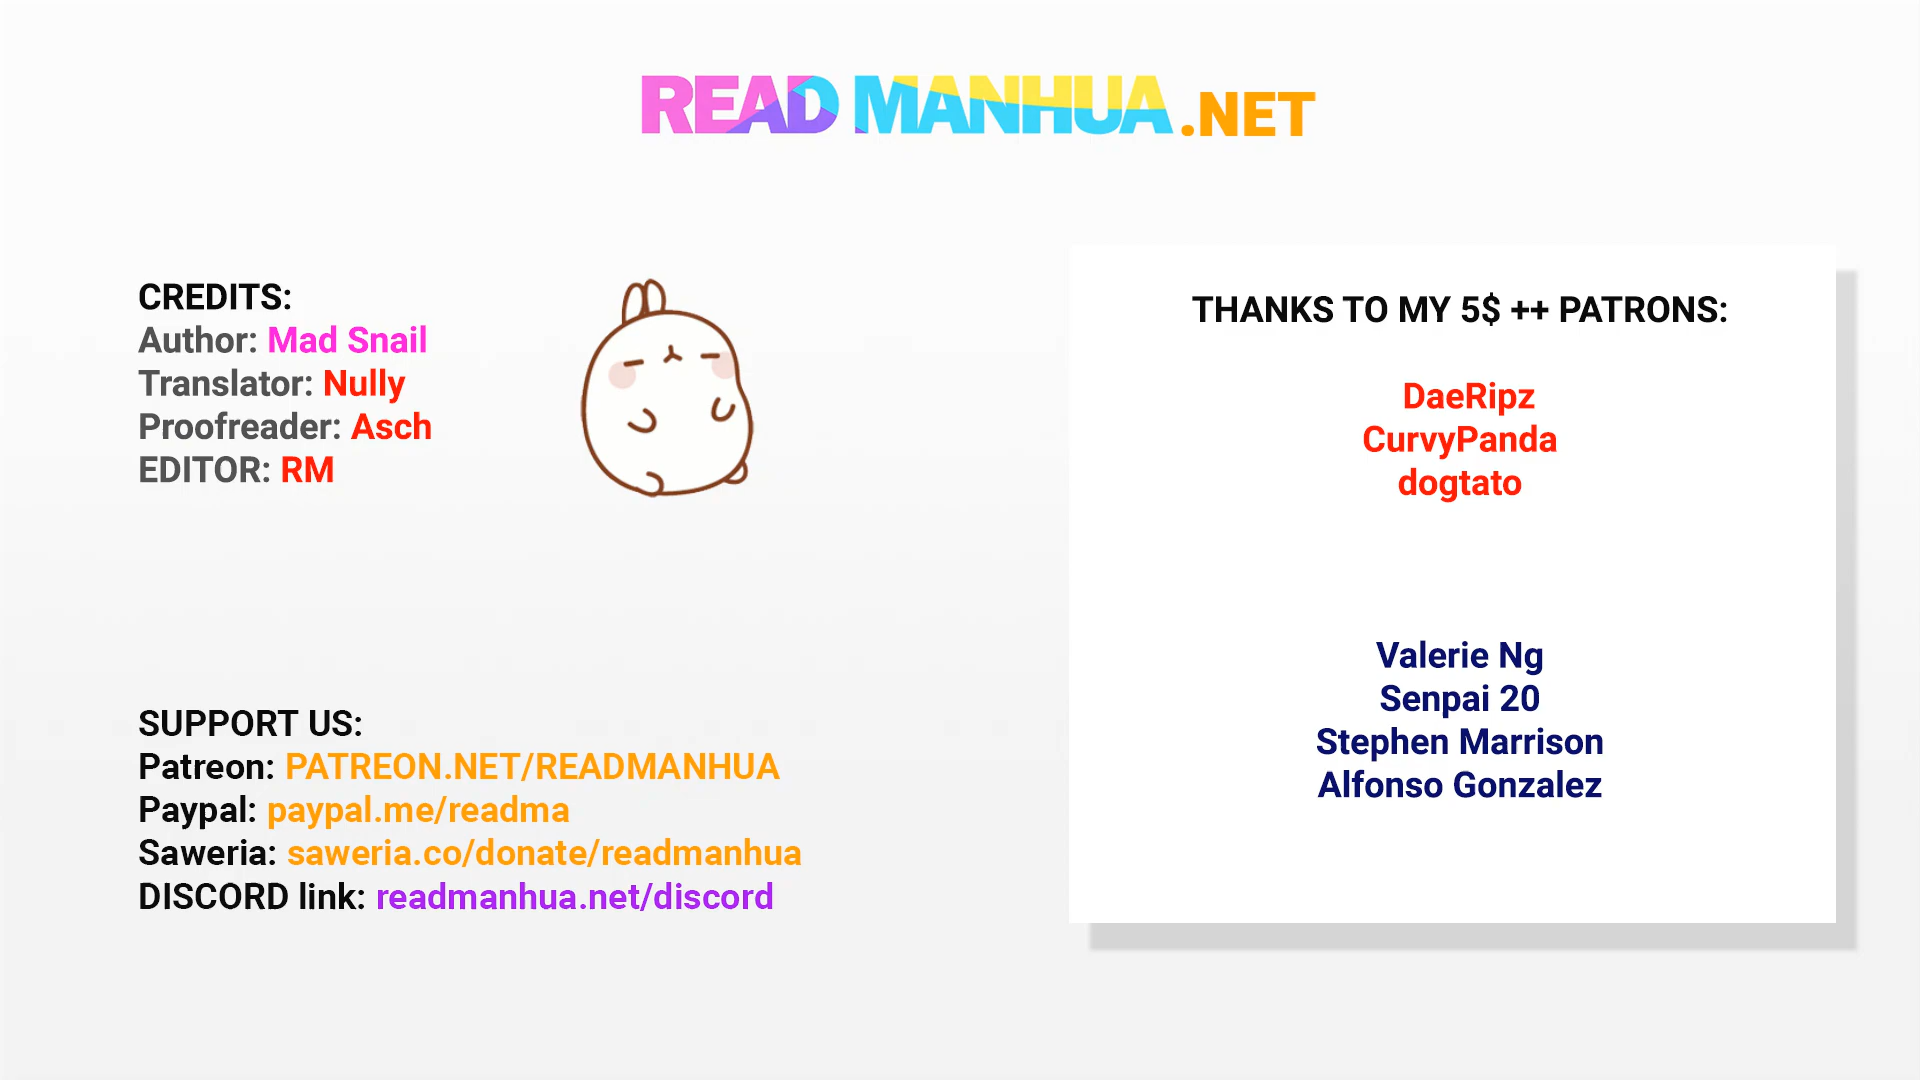 READ MANHUA .NET
CREDITS:
Author: Mad Snail
Translator: Nully
Proofreader: Asch
EDITOR: RM
SUPPORT US:
Patreon: PATREON.NET/READMANHUA
Paypal: paypal.me/readma
Saweria: saweria.co/donate/readmanhua
DISCORD link: readmanhua.net/discord
THANKS TO MY 5$ ++ PATRONS:
DaeRipz
CurvyPanda
dogtato
Valerie Ng
Senpai 20
Stephen Marrison
Alfonso Gonzalez